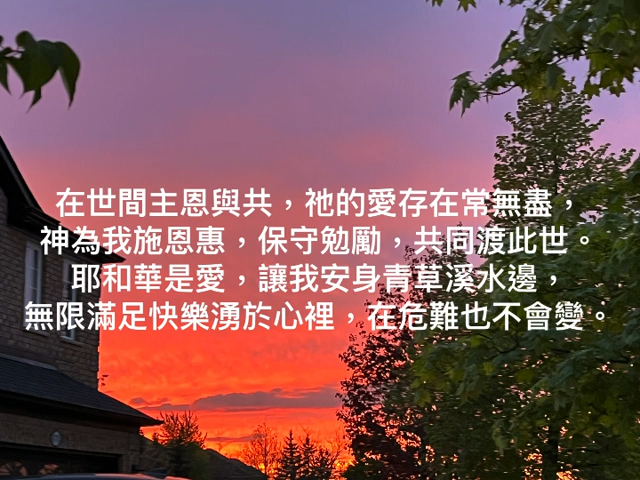 在世間主恩與共，祂的愛存在常無盡，
神為我施恩惠，保守勉勵，共同渡此世。
耶和華是愛，讓我安身青草溪水邊，
無限滿足快樂湧於心裡，在危難也不會變。